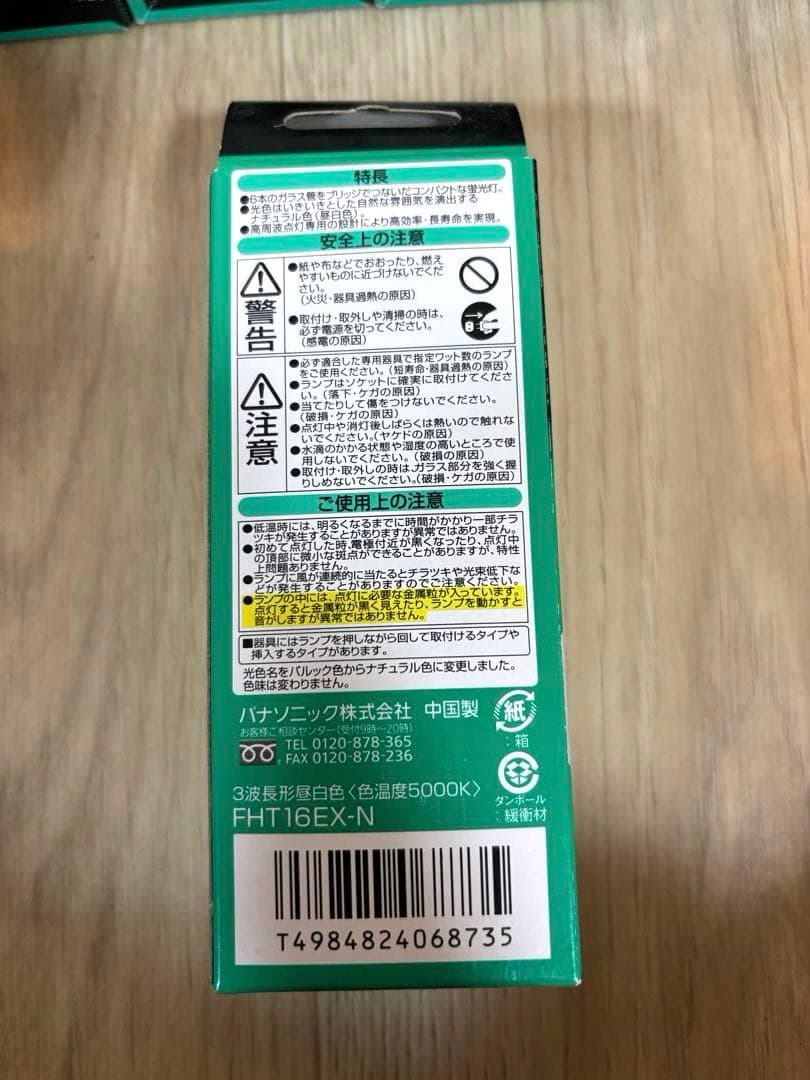 特長
●6本のガラス管をブリッジでつないだコンパクトな蛍光灯。
●光色はいきいきとした自然な雰囲気を演出する
ナチュラル色(昼白色)。
●高周波点灯専用の設計により高効率・長寿命を実現。
安全上の注意
警告
●紙や布などでおおったり、燃え
やすいものに近づけないでくだ
さい。
(火災・器具過熱の原因)
●取付け・取外しや清掃の時は、
必ず電源を切ってください。
(感電の原因)
注意
●必ず適合した専用器具で指定ワット数のランプ
をご使用ください。(短寿命・器具過熱の原因)
●ランプはソケットに確実に取付けてくださ
い。(落下・ケガの原因)
●当てたりして傷をつけないでください。
(破損・ケガの原因)
●点灯中や消灯後しばらくは熱いので触れな
いでください。(ヤケドの原因)
●水滴のかかる状態や湿度の高いところで使
用しないでください。(破損の原因)
●取付け・取外しの時は、ガラス部分を強く握
りしめないでください。(破損・ケガの原因)
ご使用上の注意
●低温時には、明るくなるまでに時間がかかり一部チラ
ツキが発生することがありますが異常ではありません。
●初めて点灯した時、電極付近が黒くなったり、点灯中
の頂部に微小な斑点ができることがありますが、特性
上問題ありません。
●ランプに風が連続的に当たるとチラツキや光束低下な
どが発生することがありますのでご注意ください。
●ランプの中には、点灯に必要な金属粒が入っています。
点灯すると金属粒が黒く見えたり、ランプを動かすと
音がしますが異常ではありません。
■器具にはランプを押しながら回して取付けるタイプや
挿入するタイプがあります。
光色名をパルック色からナチュラル色に変更しました。
色味は変わりません。
パナソニック株式会社 中国製
お客様ご相談センター(受付9時〜20時)
TEL 0120-878-365
FAX 0120-878-236
紙
:箱
ダンボール
:緩衝材
3波長形昼白色〈色温度5000K〉
FHT16EX-N
T4984824068735